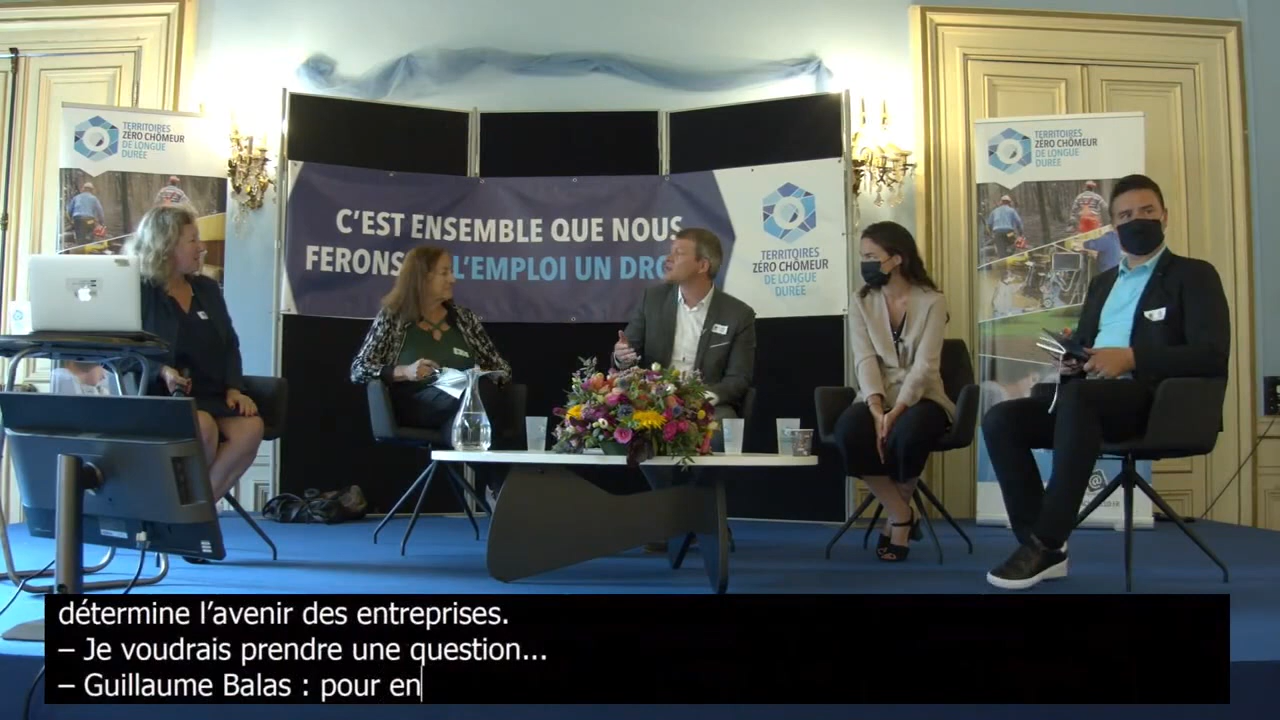 TERRITOIRES
ZÉRO CHÔMEUR
DE LONGUE
DURÉE
C'EST ENSEMBLE QUE NOUS
FERONS L'EMPLOI UN DRO
TERRITOIRES
ZÉRO CHÔMEUR
DE LONGUE
DURÉE
TERRITOIRES
ZÉRO CHÔMEUR
DE LONGUE
DURÉE
détermine l'avenir des entreprises.
– Je voudrais prendre une question...
– Guillaume Balas : pour en